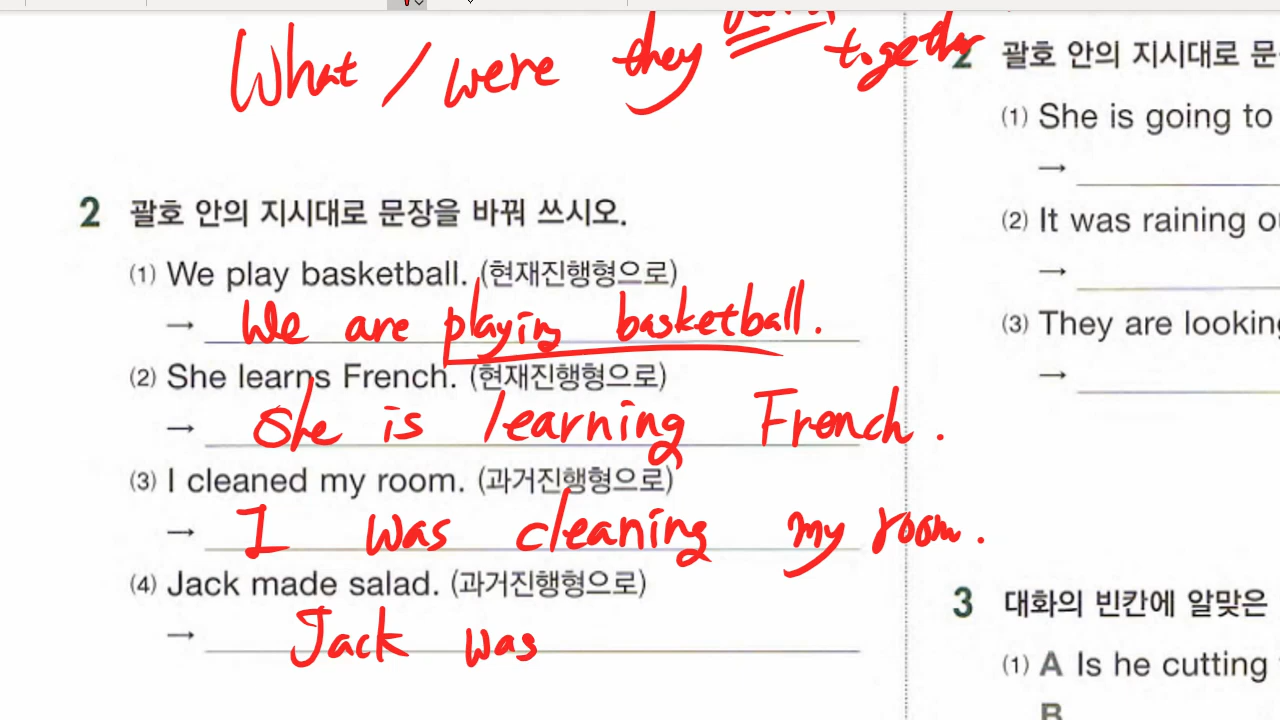 What / were they together
2 괄호 안의 지시대로 문장을 바꿔 쓰시오.
(1) We play basketball. (현재진행형으로)
→ We are playing basketball.
(2) She learns French. (현재진행형으로)
→ She is learning French.
(3) I cleaned my room. (과거진행형으로)
→ I was cleaning my room.
(4) Jack made salad. (과거진행형으로)
→ Jack was
2 괄호 안의 지시대로 문
(1) She is going to
→
(2) It was raining
→
(3) They are looking
→
3 대화의 빈칸에 알맞은
(1) A Is he cutting
B